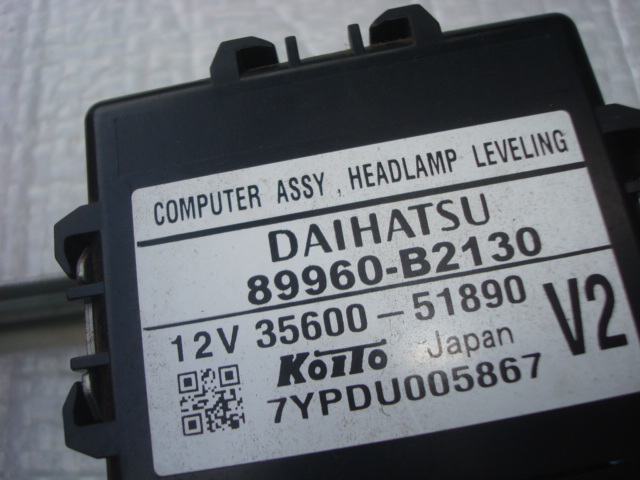 COMPUTER ASSY , HEADLAMP LEVELING
DAIHATSU
89960-B2130
12V 35600-51890 V2
KOITO Japan
7YPDU005867